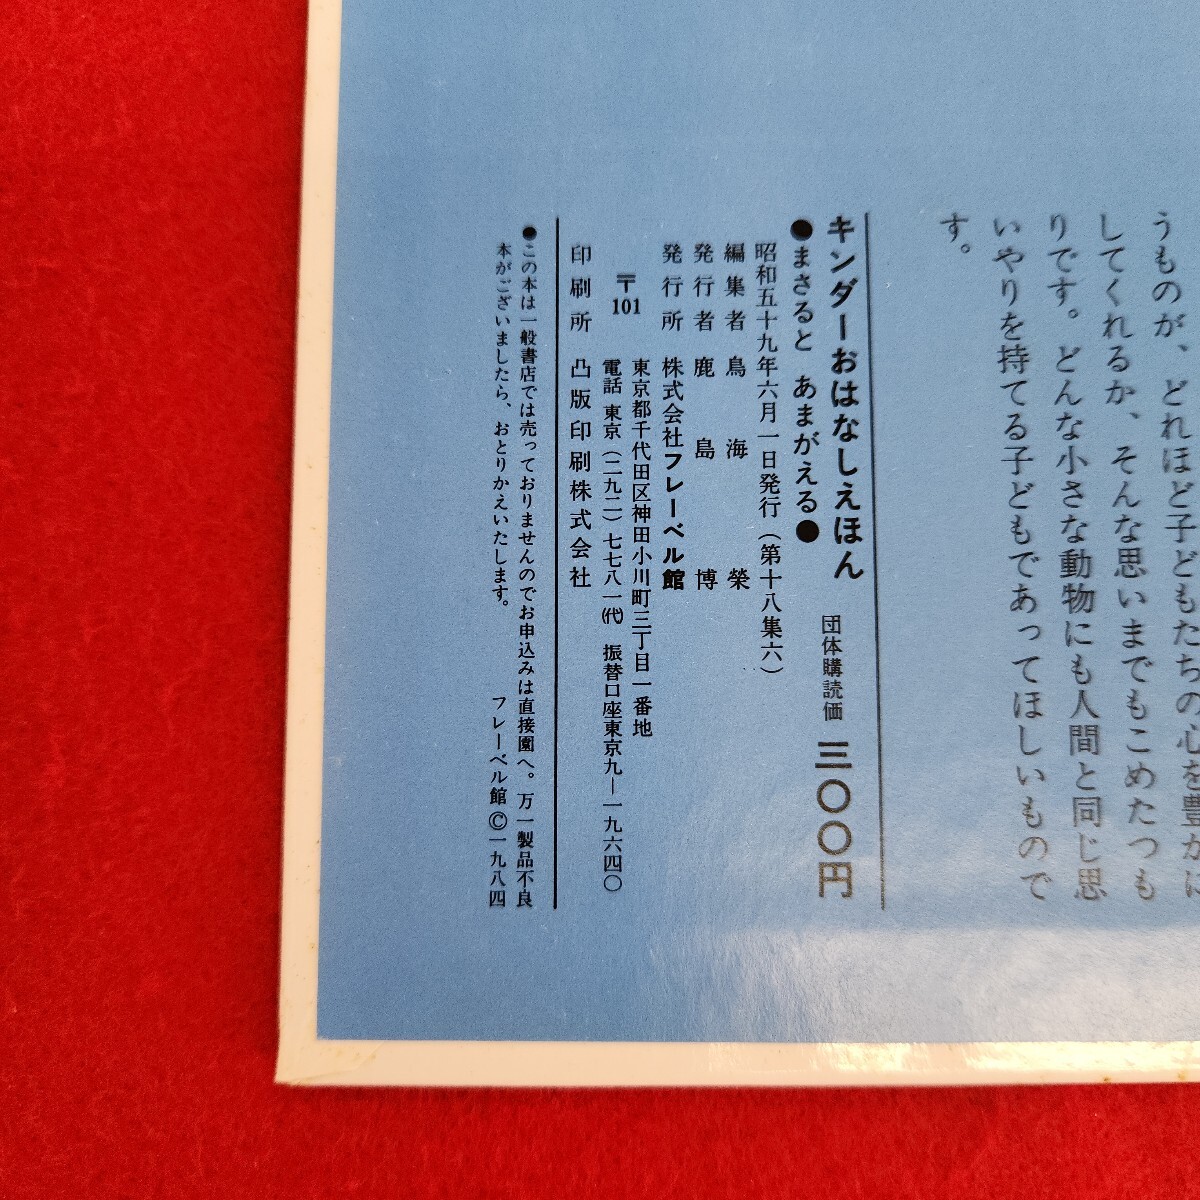 うものが、どれほど子どもたちの心を豊かに
してくれるか、そんな思いまでもこめたつも
りです。どんな小さな動物にも人間と同じ思
いやりを持てる子どもであってほしいもので
す。
キンダーおはなしえほん 団体購読価 三〇〇円
●まさると あまがえる●
昭和五十九年六月一日発行（第十八集六）
編集者 鳥海 榮
発行者 鹿島 博
発行所 株式会社フレーベル館
東京都千代田区神田小川町三丁目一番地
〒101 電話 東京（二九二）七七八一㈹ 振替口座東京九―一九六四〇
印刷所 凸版印刷株式会社
●この本は一般書店では売っておりませんのでお申込みは直接園へ。万一製品不良
本がございましたら、おとりかえいたします。 フレーベル館 Ⓒ一九八四